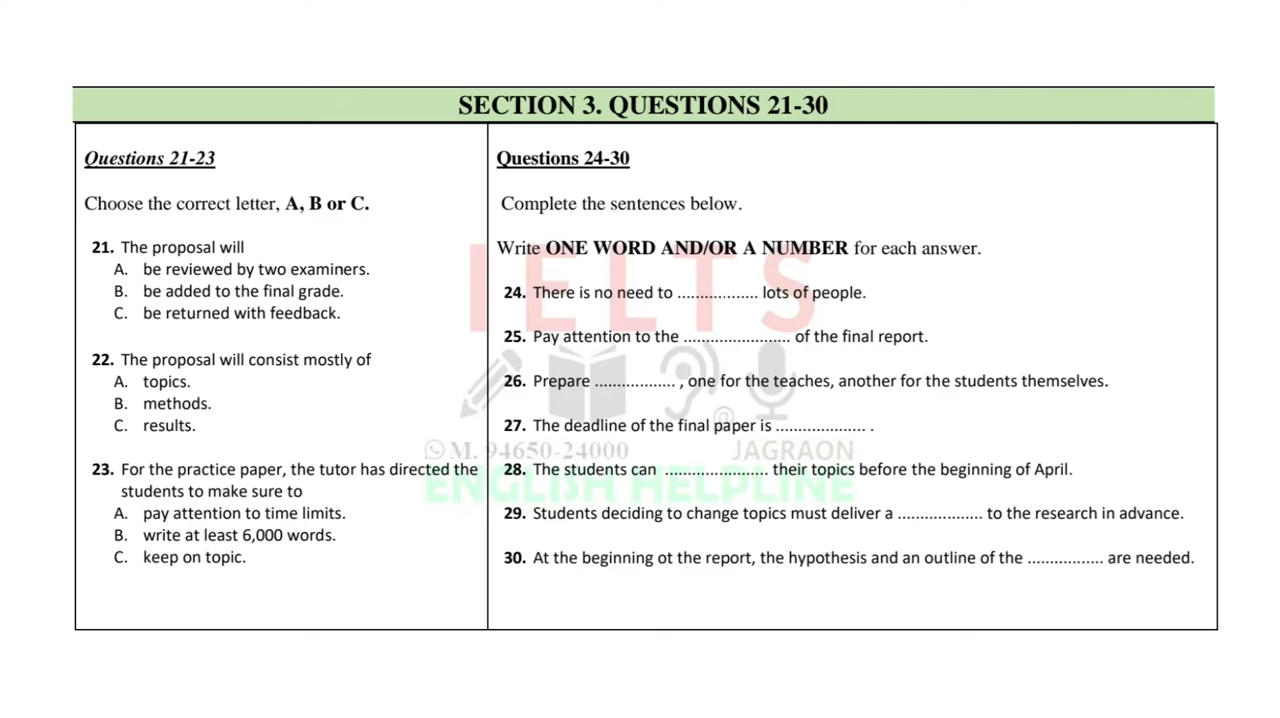 SECTION 3. QUESTIONS 21-30
Questions 21-23
Choose the correct letter, A, B or C.
21. The proposal will
A. be reviewed by two examiners.
B. be added to the final grade.
C. be returned with feedback.
22. The proposal will consist mostly of
A. topics.
B. methods.
C. results.
23. For the practice paper, the tutor has directed the
students to make sure to
A. pay attention to time limits.
B. write at least 6,000 words.
C. keep on topic.
Questions 24-30
Complete the sentences below.
Write ONE WORD AND/OR A NUMBER for each answer.
24. There is no need to .................. lots of people.
25. Pay attention to the ........................ of the final report.
26. Prepare .................. , one for the teaches, another for the students themselves.
27. The deadline of the final paper is .................... .
28. The students can ....................... their topics before the beginning of April.
29. Students deciding to change topics must deliver a ................... to the research in advance.
30. At the beginning ot the report, the hypothesis and an outline of the ................. are needed.
IELTS
@
M. 94650-24000 JAGRAON
ENGLISH HELPLINE